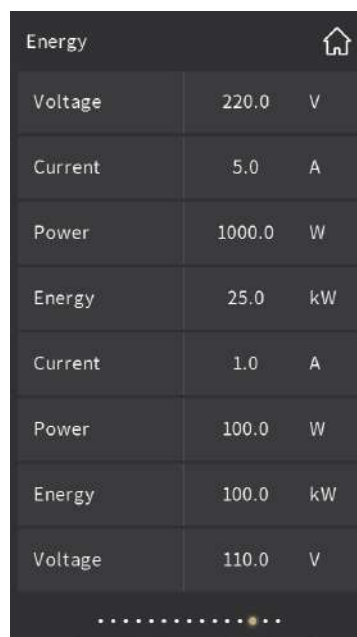 Energy
Voltage 220.0 V
Current 5.0 A
Power 1000.0 W
Energy 25.0 kW
Current 1.0 A
Power 100.0 W
Energy 100.0 kW
Voltage 110.0 V